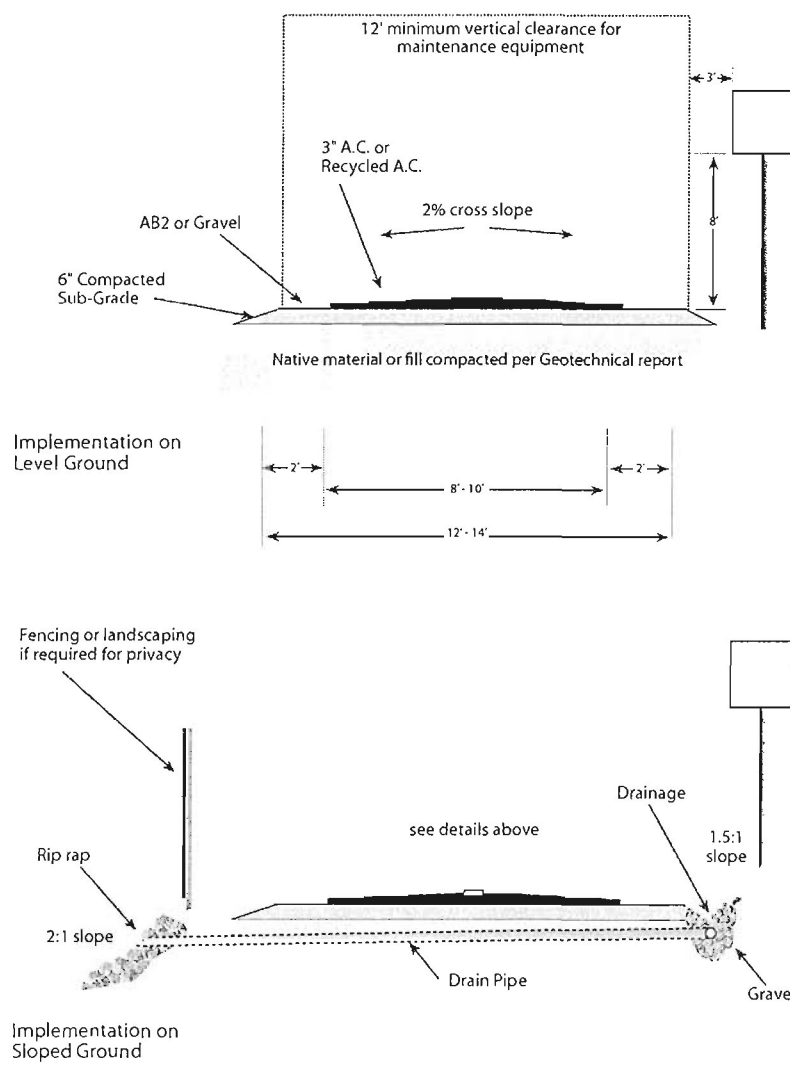 12' minimum vertical clearance for
maintenance equipment
3'
3" A.C. or
Recycled A.C.
2% cross slope
AB2 or Gravel
8'
6" Compacted
Sub-Grade
Native material or fill compacted per Geotechnical report
Implementation on
Level Ground
2'
2'
8' - 10'
12' - 14'
Fencing or landscaping
if required for privacy
Drainage
see details above
1.5:1
slope
Rip rap
2:1 slope
Drain Pipe
Grave
Implementation on
Sloped Ground